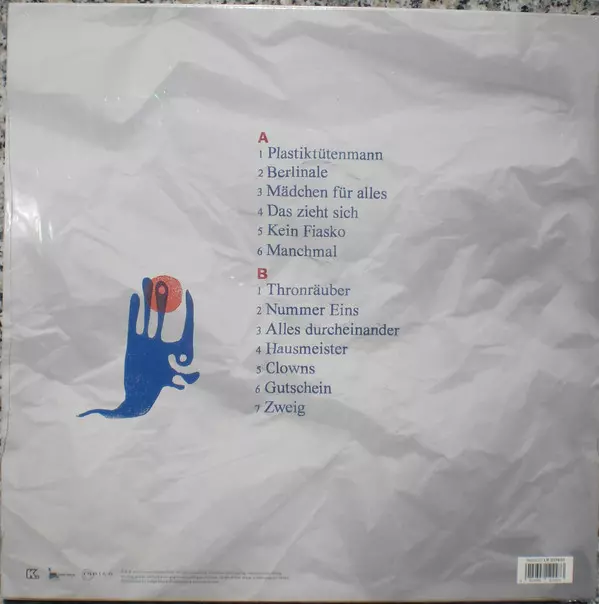 A
1 Plastiktütenmann
2 Berlinale
3 Mädchen für alles
4 Das zieht sich
5 Kein Fiasko
6 Manchmal
B
1 Thronräuber
2 Nummer Eins
3 Alles durcheinander
4 Hausmeister
5 Clowns
6 Gutschein
7 Zweig
K.